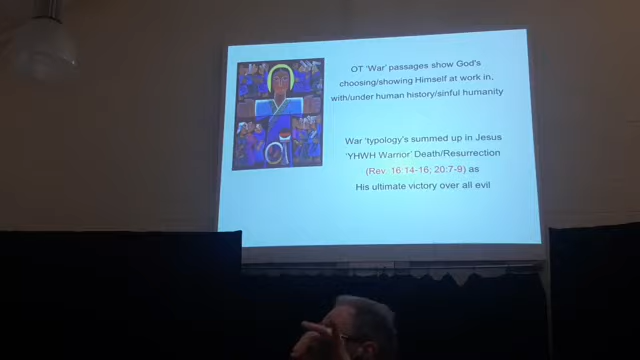 OT 'War' passages show God's
choosing/showing Himself at work in,
with/under human history/sinful humanity
War 'typology's summed up in Jesus
'YHWH Warrior' Death/Resurrection
(Rev. 16:14-16; 20:7-9) as
His ultimate victory over all evil